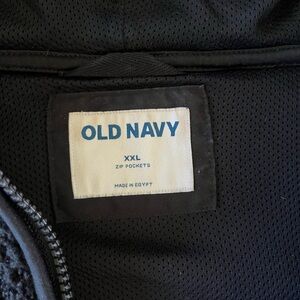 OLD NAVY
XXL
ZIP POCKETS
MADE IN EGYPT